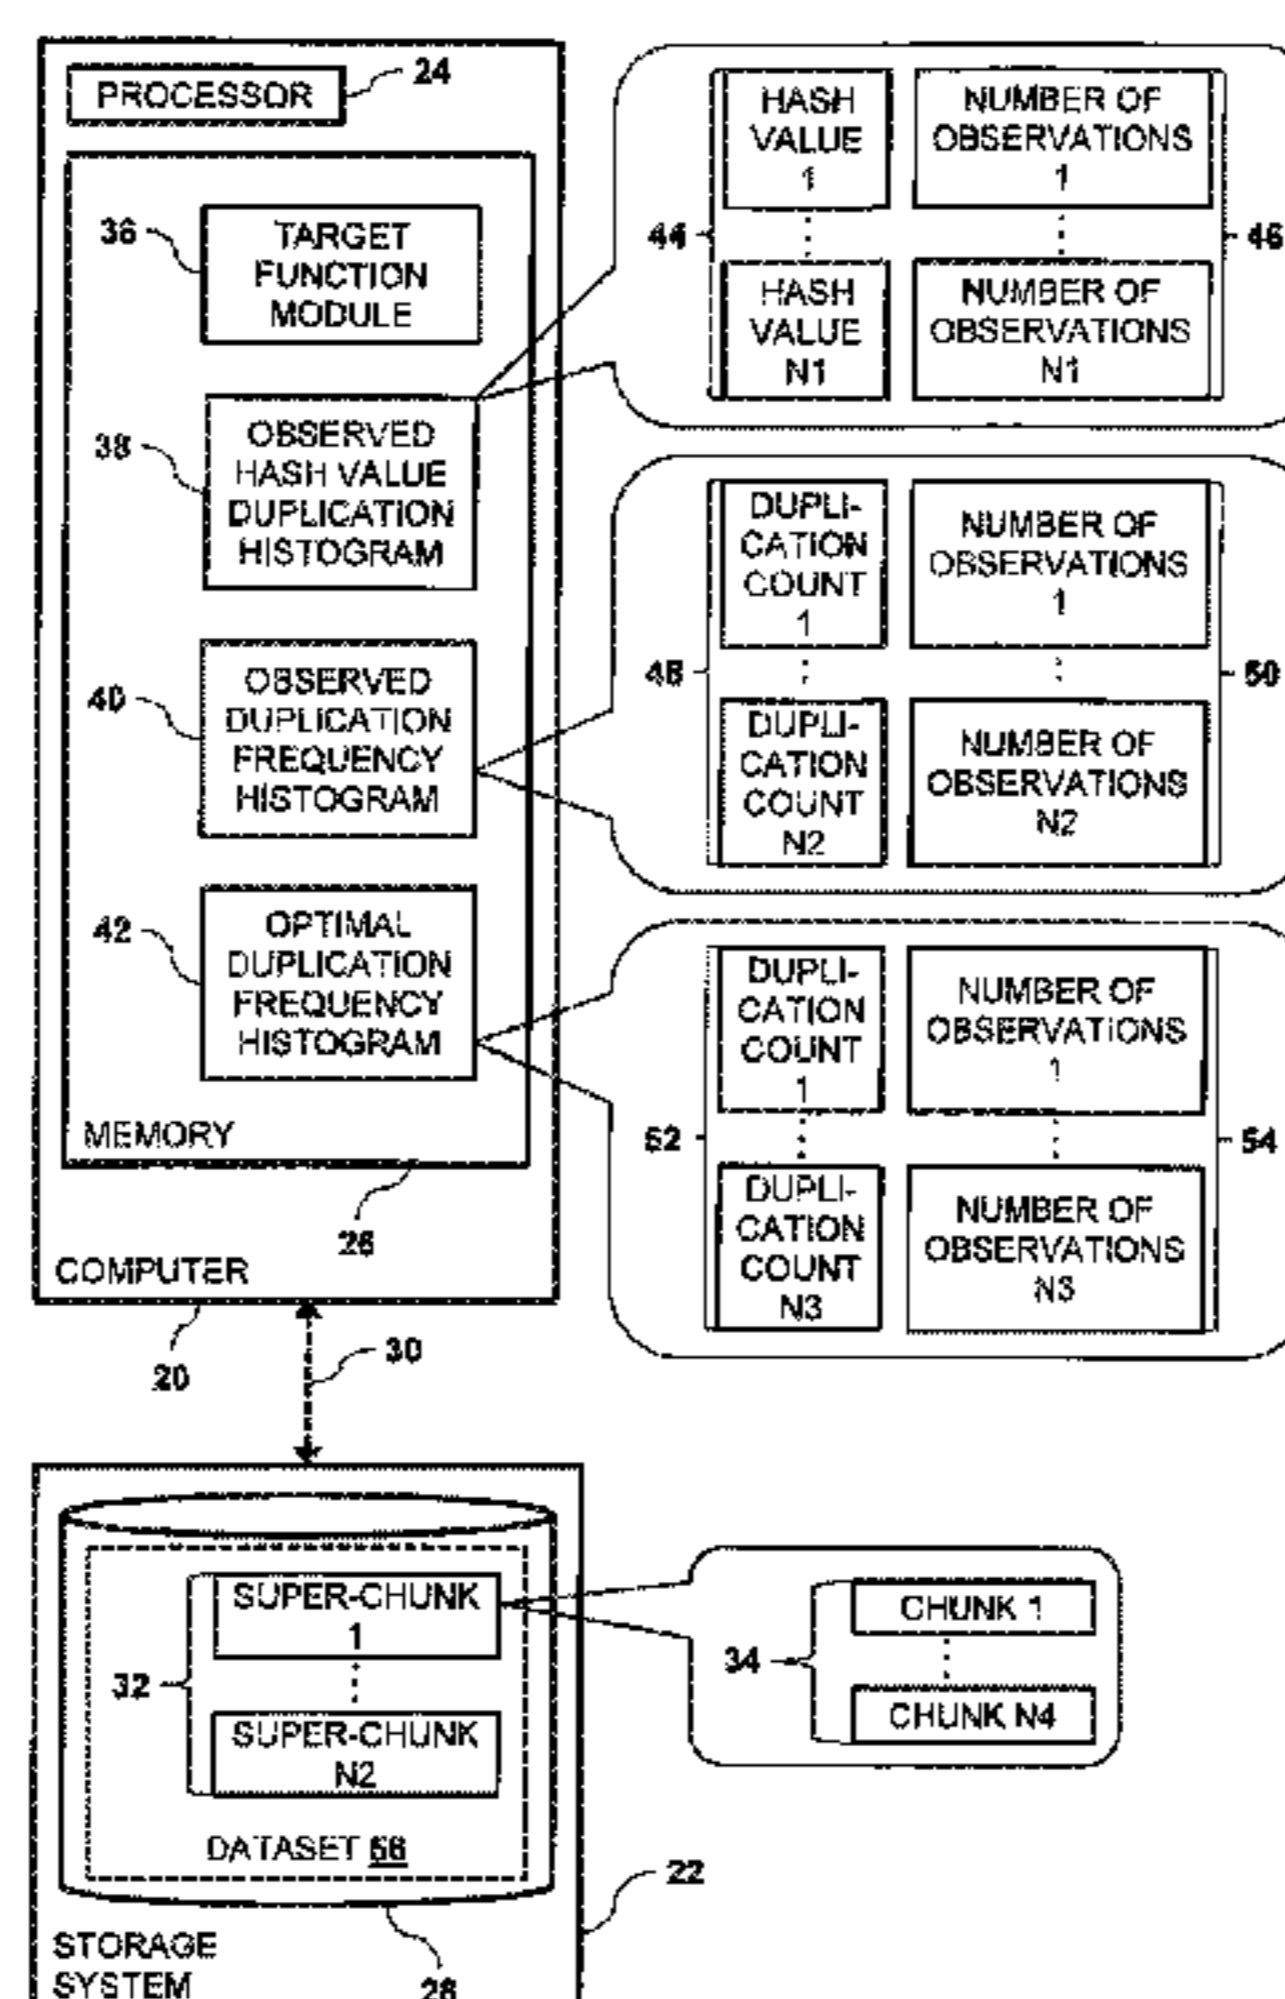 PROCESSOR
24
36
TARGET
FUNCTION
MODULE
38
OBSERVED
HASH VALUE
DUPLICATION
HISTOGRAM
40
OBSERVED
DUPLICATION
FREQUENCY
HISTOGRAM
42
OPTIMAL
DUPLICATION
FREQUENCY
HISTOGRAM
MEMORY
26
COMPUTER
20
30
HASH
VALUE
1
NUMBER OF
OBSERVATIONS
1
44
46
HASH
VALUE
N1
NUMBER OF
OBSERVATIONS
N1
DUPLI-
CATION
COUNT
1
NUMBER OF
OBSERVATIONS
1
48
50
DUPLI-
CATION
COUNT
N2
NUMBER OF
OBSERVATIONS
N2
DUPLI-
CATION
COUNT
1
NUMBER OF
OBSERVATIONS
1
52
54
DUPLI-
CATION
COUNT
N3
NUMBER OF
OBSERVATIONS
N3
SUPER-CHUNK
1
32
SUPER-CHUNK
N2
DATASET 56
CHUNK 1
34
CHUNK N4
22
STORAGE
SYSTEM
28